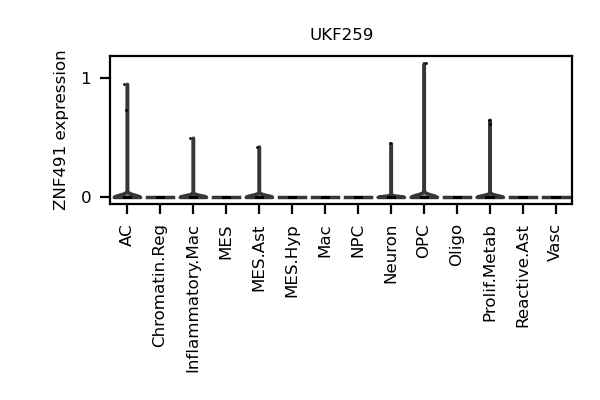 UKF259
ZNF491 expression
1
0
AC
Chromatin.Reg
Inflammatory.Mac
MES
MES.Ast
MES.Hyp
Mac
NPC
Neuron
OPC
Oligo
Prolif.Metab
Reactive.Ast
Vasc